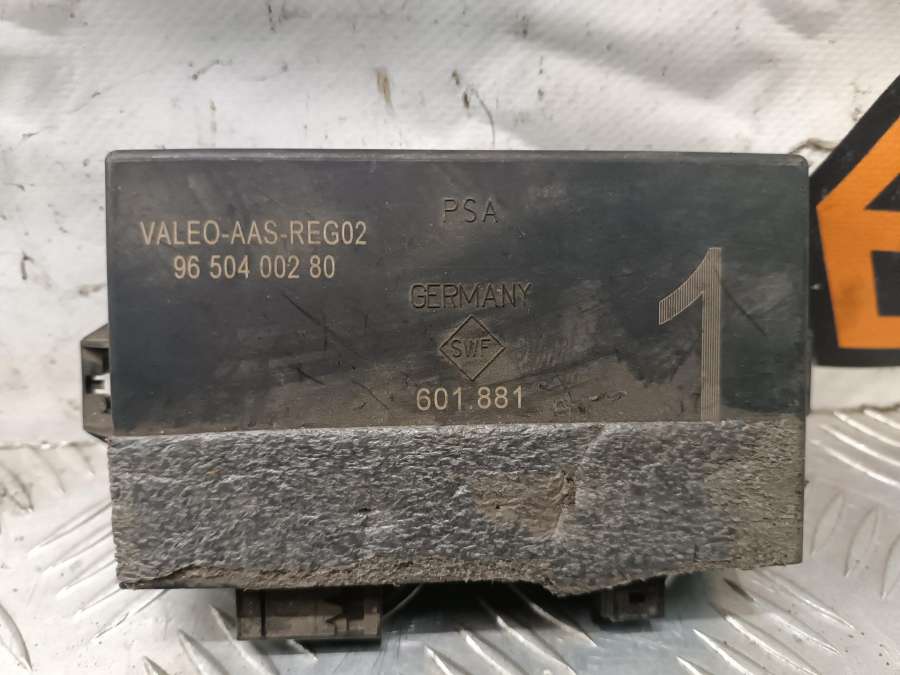 PSA
VALEO-AAS-REG02
96 504 002 80
GERMANY
SWF
601.881
1